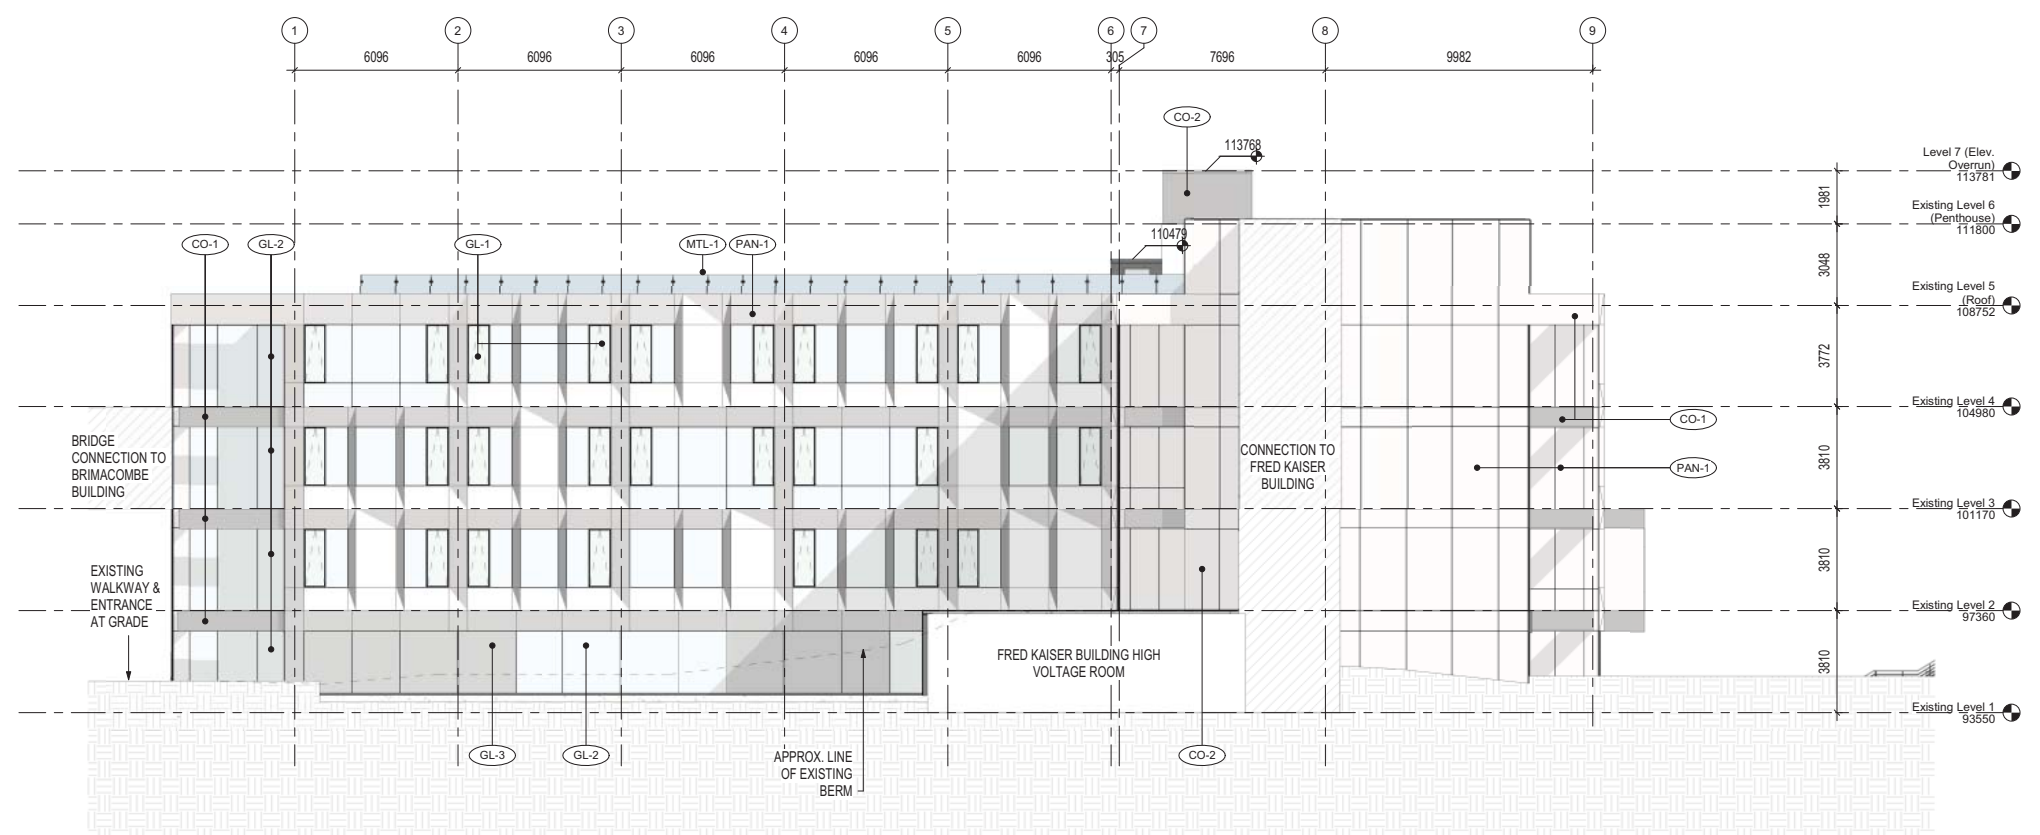 1 2 3 4 5 6 7 8 9
6096 6096 6096 6096 6096 305 7696 9982
CO-2
113768
Level 7 (Elev.
Overrun)
113781
1981
Existing Level 6
(Penthouse)
111800
CO-1 GL-2 GL-1 MTL-1 PAN-1
110479
3048
Existing Level 5
(Roof)
108752
3772
Existing Level 4
104980
CO-1
BRIDGE
CONNECTION TO
BRIMACOMBE
BUILDING
CONNECTION TO
FRED KAISER
BUILDING
3810
PAN-1
Existing Level 3
101170
3810
EXISTING
WALKWAY &
ENTRANCE
AT GRADE
Existing Level 2
97360
FRED KAISER BUILDING HIGH
VOLTAGE ROOM
3810
Existing Level 1
93550
GL-3 GL-2
APPROX. LINE
OF EXISTING
BERM
CO-2